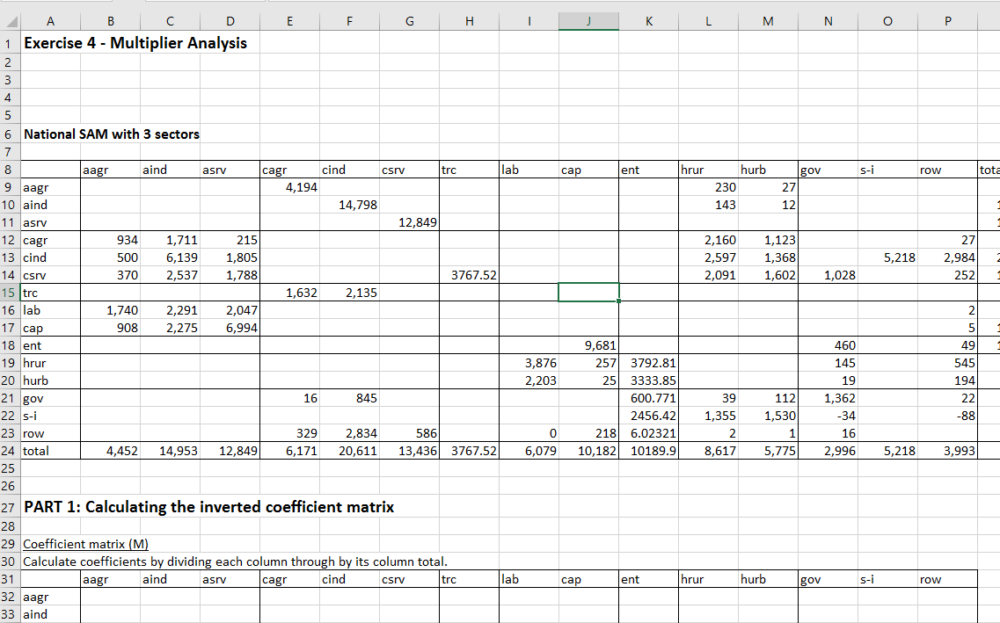 A B C D E F G H I J K L M N O P
1 Exercise 4 - Multiplier Analysis
2
3
4
5
6 National SAM with 3 sectors
7
8 aagr aind asrv cagr cind csrv trc lab cap ent hrur hurb gov s-i row
9 aagr 4,194 230 27
10 aind 14,798 143 12
11 asrv 12,849
12 cagr 934 1,711 215 2,160 1,123 27
13 cind 500 6,139 1,805 2,597 1,368 5,218 2,984
14 csrv 370 2,537 1,788 3767.52 2,091 1,602 1,028 252
15 trc 1,632 2,135
16 lab 1,740 2,291 2,047 2
17 cap 908 2,275 6,994 5
18 ent 9,681 460 49
19 hrur 3,876 257 3792.81 145 545
20 hurb 2,203 25 3333.85 19 194
21 gov 16 845 600.771 39 112 1,362 22
22 s-i 2456.42 1,355 1,530 -34 -88
23 row 329 2,834 586 0 218 6.02321 2 1 16
24 total 4,452 14,953 12,849 6,171 20,611 13,436 3767.52 6,079 10,182 10189.9 8,617 5,775 2,996 5,218 3,993
25
26
27 PART 1: Calculating the inverted coefficient matrix
28
29 Coefficient matrix (M)
30 Calculate coefficients by dividing each column through by its column total.
31 aagr aind asrv cagr cind csrv trc lab cap ent hrur hurb gov s-i row
32 aagr
33 aind